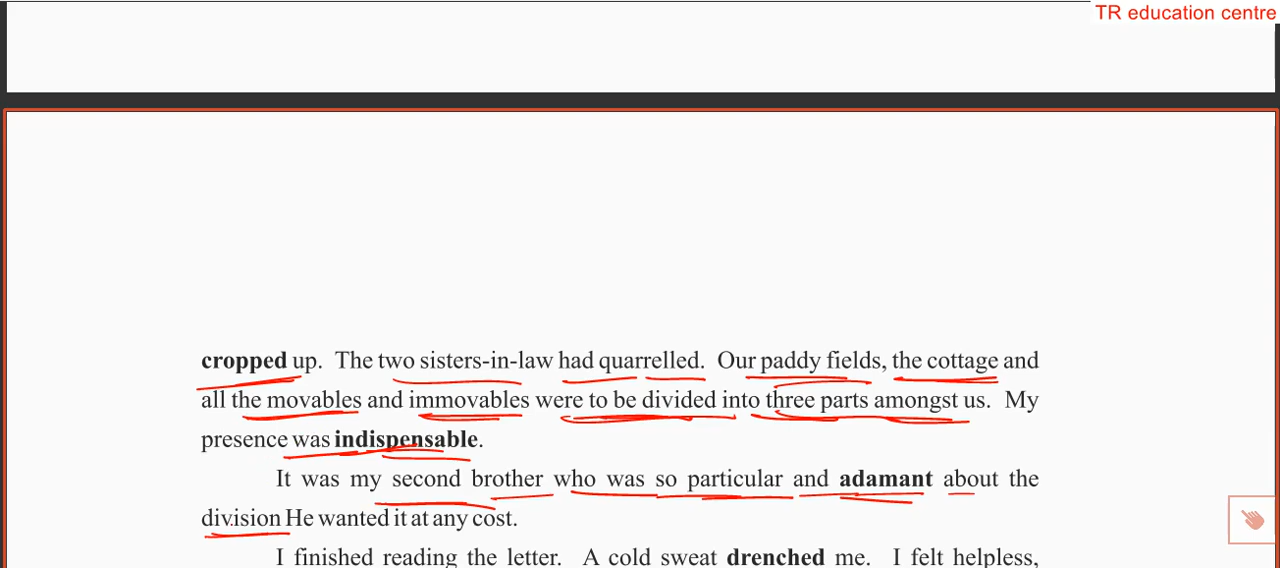 TR education centre
cropped up. The two sisters-in-law had quarrelled. Our paddy fields, the cottage and
all the movables and immovables were to be divided into three parts amongst us. My
presence was indispensable.
It was my second brother who was so particular and adamant about the
division He wanted it at any cost.
I finished reading the letter. A cold sweat drenched me. I felt helpless,